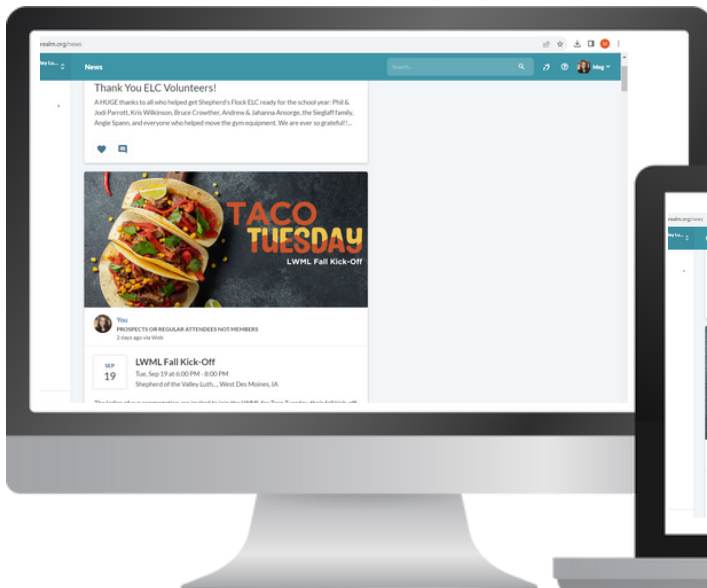 realm.org/news
ley Lu...
News
Search...
Meg
Thank You ELC Volunteers!
A HUGE thanks to all who helped get Shepherd's Flock ELC ready for the school year: Phil &
Jodi Parrott, Kris Wilkinson, Bruce Crowther, Andrew & Jahanna Ansorge, the Sieglaff family,
Angie Spann, and everyone who helped move the gym equipment. We are ever so grateful!!...
TACO
TUESDAY
LWML Fall Kick-Off
You
PROSPECTS OR REGULAR ATTENDEES NOT MEMBERS
2 days ago via Web
SEP
19
LWML Fall Kick-Off
Tue, Sep 19 at 6:00 PM - 8:00 PM
Shepherd of the Valley Luth..., West Des Moines, IA
realm.org/news
ley Lu...